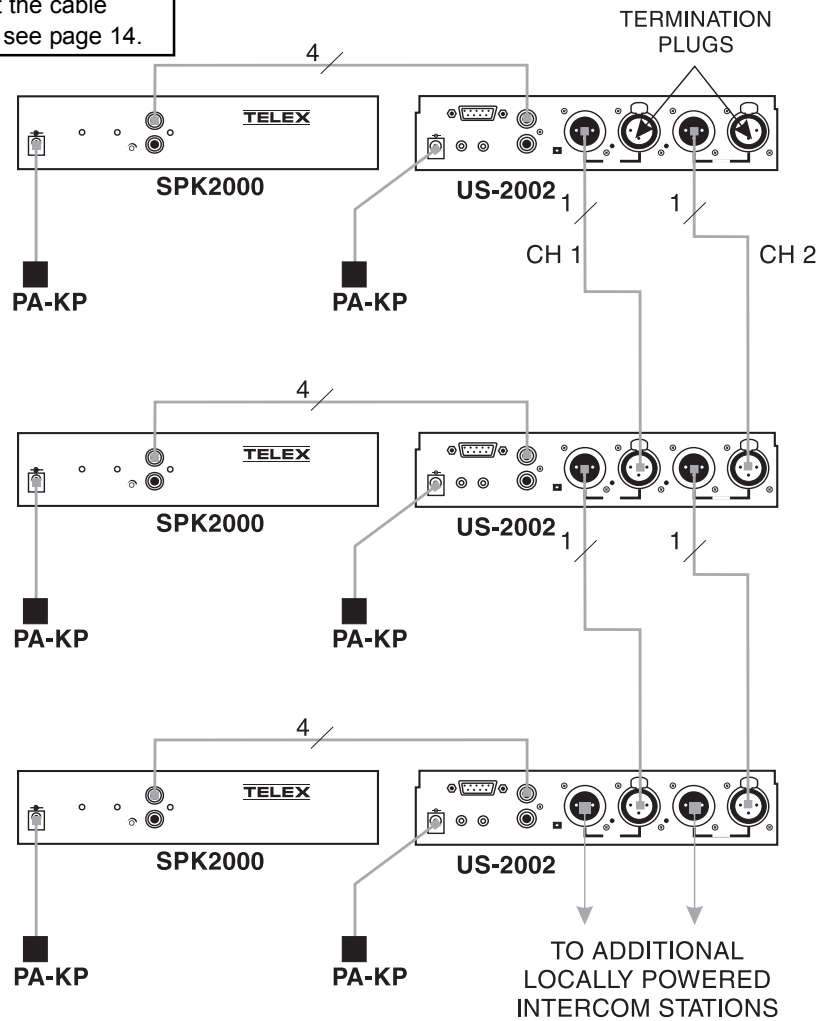 t the cable
see page 14.
TERMINATION
PLUGS
4
TELEX
SPK2000
US-2002
1
1
CH 1
CH 2
PA-KP
PA-KP
4
TELEX
SPK2000
US-2002
1
1
PA-KP
PA-KP
4
TELEX
SPK2000
US-2002
PA-KP
PA-KP
TO ADDITIONAL
LOCALLY POWERED
INTERCOM STATIONS